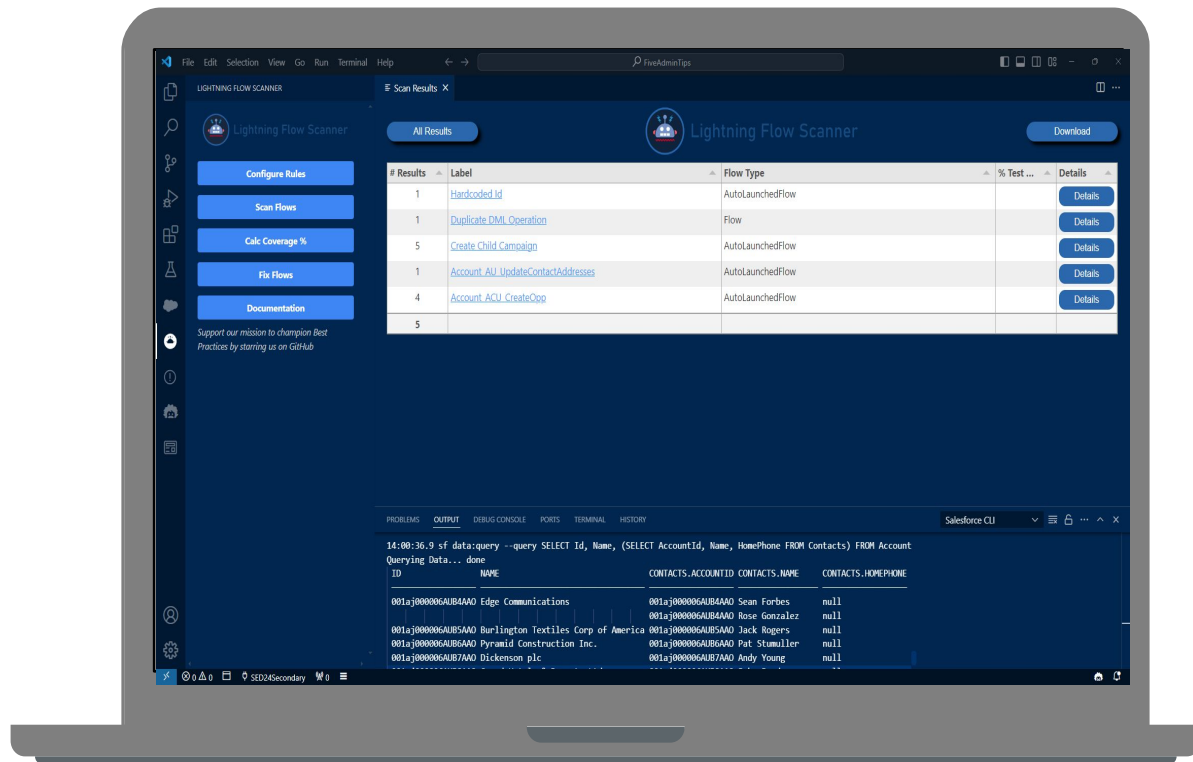 File Edit Selection View Go Run Terminal Help
FiveAdminTips
LIGHTNING FLOW SCANNER
Scan Results
Lightning Flow Scanner
Configure Rules
Scan Flows
Calc Coverage %
Fix Flows
Documentation
Support our mission to champion Best
Practices by starring us on GitHub
All Results
Lightning Flow Scanner
Download
# Results Label Flow Type % Test ... Details
1 Hardcoded Id AutoLaunchedFlow Details
1 Duplicate DML Operation Flow Details
5 Create Child Campaign AutoLaunchedFlow Details
1 Account_AU_UpdateContactAddresses AutoLaunchedFlow Details
4 Account_ACU_CreateOpp AutoLaunchedFlow Details
5
PROBLEMS OUTPUT DEBUG CONSOLE PORTS TERMINAL HISTORY Salesforce CLI
14:00:36.9 sf data:query --query SELECT Id, Name, (SELECT AccountId, Name, HomePhone FROM Contacts) FROM Account
Querying Data... done
ID NAME CONTACTS.ACCOUNTID CONTACTS.NAME CONTACTS.HOMEPHONE
001aj000006AUB4AAO Edge Communications 001aj000006AUB4AAO Sean Forbes null
001aj000006AUB4AAO Rose Gonzalez null
001aj000006AUB5AAO Burlington Textiles Corp of America 001aj000006AUB5AAO Jack Rogers null
001aj000006AUB6AAO Pyramid Construction Inc. 001aj000006AUB6AAO Pat Stumuller null
001aj000006AUB7AAO Dickenson plc 001aj000006AUB7AAO Andy Young null
0 0 SED24Secondary 0